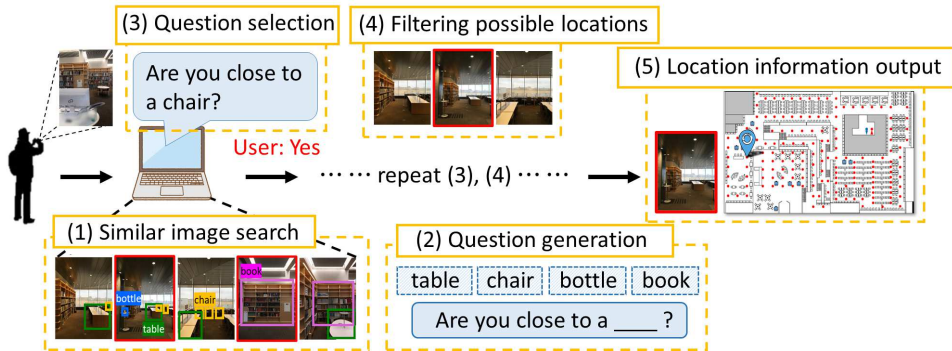 (3) Question selection
Are you close to
a chair?
(4) Filtering possible locations
(5) Location information output
User: Yes
...... repeat (3), (4) ......
(1) Similar image search
bottle
table
chair
book
(2) Question generation
table
chair
bottle
book
Are you close to a ____ ?